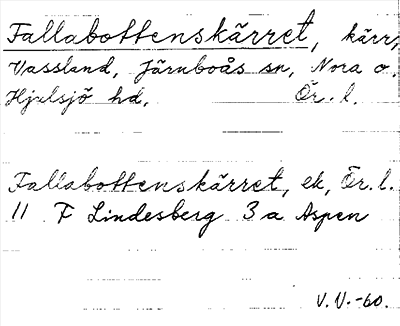 Fallabottenskärret, kärr,
Vassland, Järnboås sn, Nora o.
Hjulsjö hd, Ör. l.
Fallabottenskärret, ek, Ör. l.
11 F Lindesberg 3 a Aspen
V. V. -60.